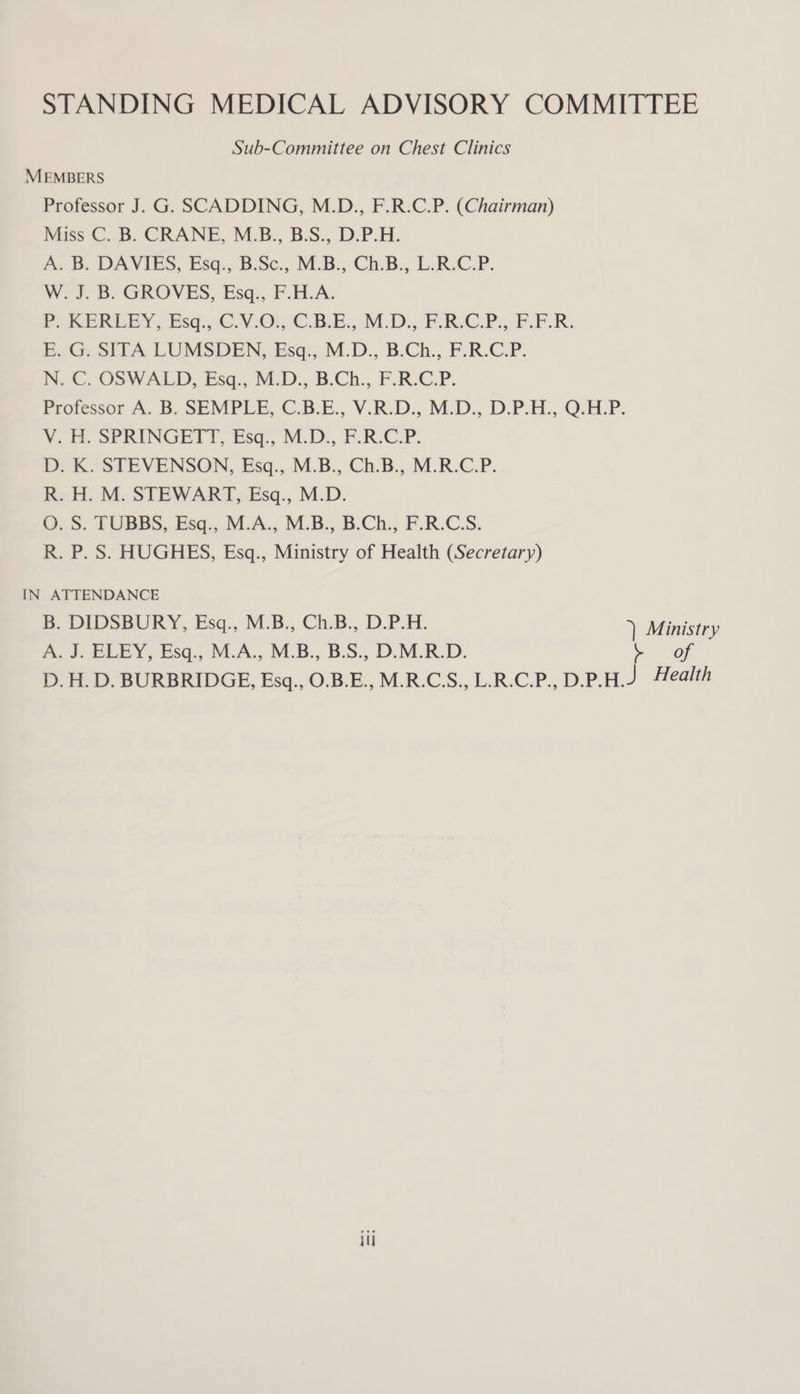 STANDING MEDICAL ADVISORY COMMITTEE
Sub-Committee on Chest Clinics
MEMBERS
Professor J. G. SCADDING, M.D., F.R.C.P. (Chairman)
Miss C. B. CRANE, M.B., B.S., D.P.H.
A. B. DAVIES, Esq., B.Sc., M.B., Ch.B., L.R.C.P.
W. J. B. GROVES, Esq., F.H.A.
P. KERLEY, Esq., C.V.O., C.B.E., M.D., F.R.C.P., F.F.R.
E. G. SITA LUMSDEN, Esq., M.D., B.Ch., F.R.C.P.
N. C. OSWALD, Esq., M.D., B.Ch., F.R.C.P.
Professor A. B. SEMPLE, C.B.E., V.R.D., M.D., D.P.H., Q.H.P.
V. H. SPRINGETT, Esq., M.D., F.R.C.P.
D. K. STEVENSON, Esq., M.B., Ch.B., M.R.C.P.
R. H. M. STEWART, Esq., M.D.
O. S. TUBBS, Esq., M.A., M.B., B.Ch., F.R.C.S.
R. P. S. HUGHES, Esq., Ministry of Health (Secretary)
IN ATTENDANCE
B. DIDSBURY, Esq., M.B., Ch.B., D.P.H. } Ministry
A. J. ELEY, Esq., M.A., M.B., B.S., D.M.R.D. } of
D. H. D. BURBRIDGE, Esq., O.B.E., M.R.C.S., L.R.C.P., D.P.H. } Health
iii